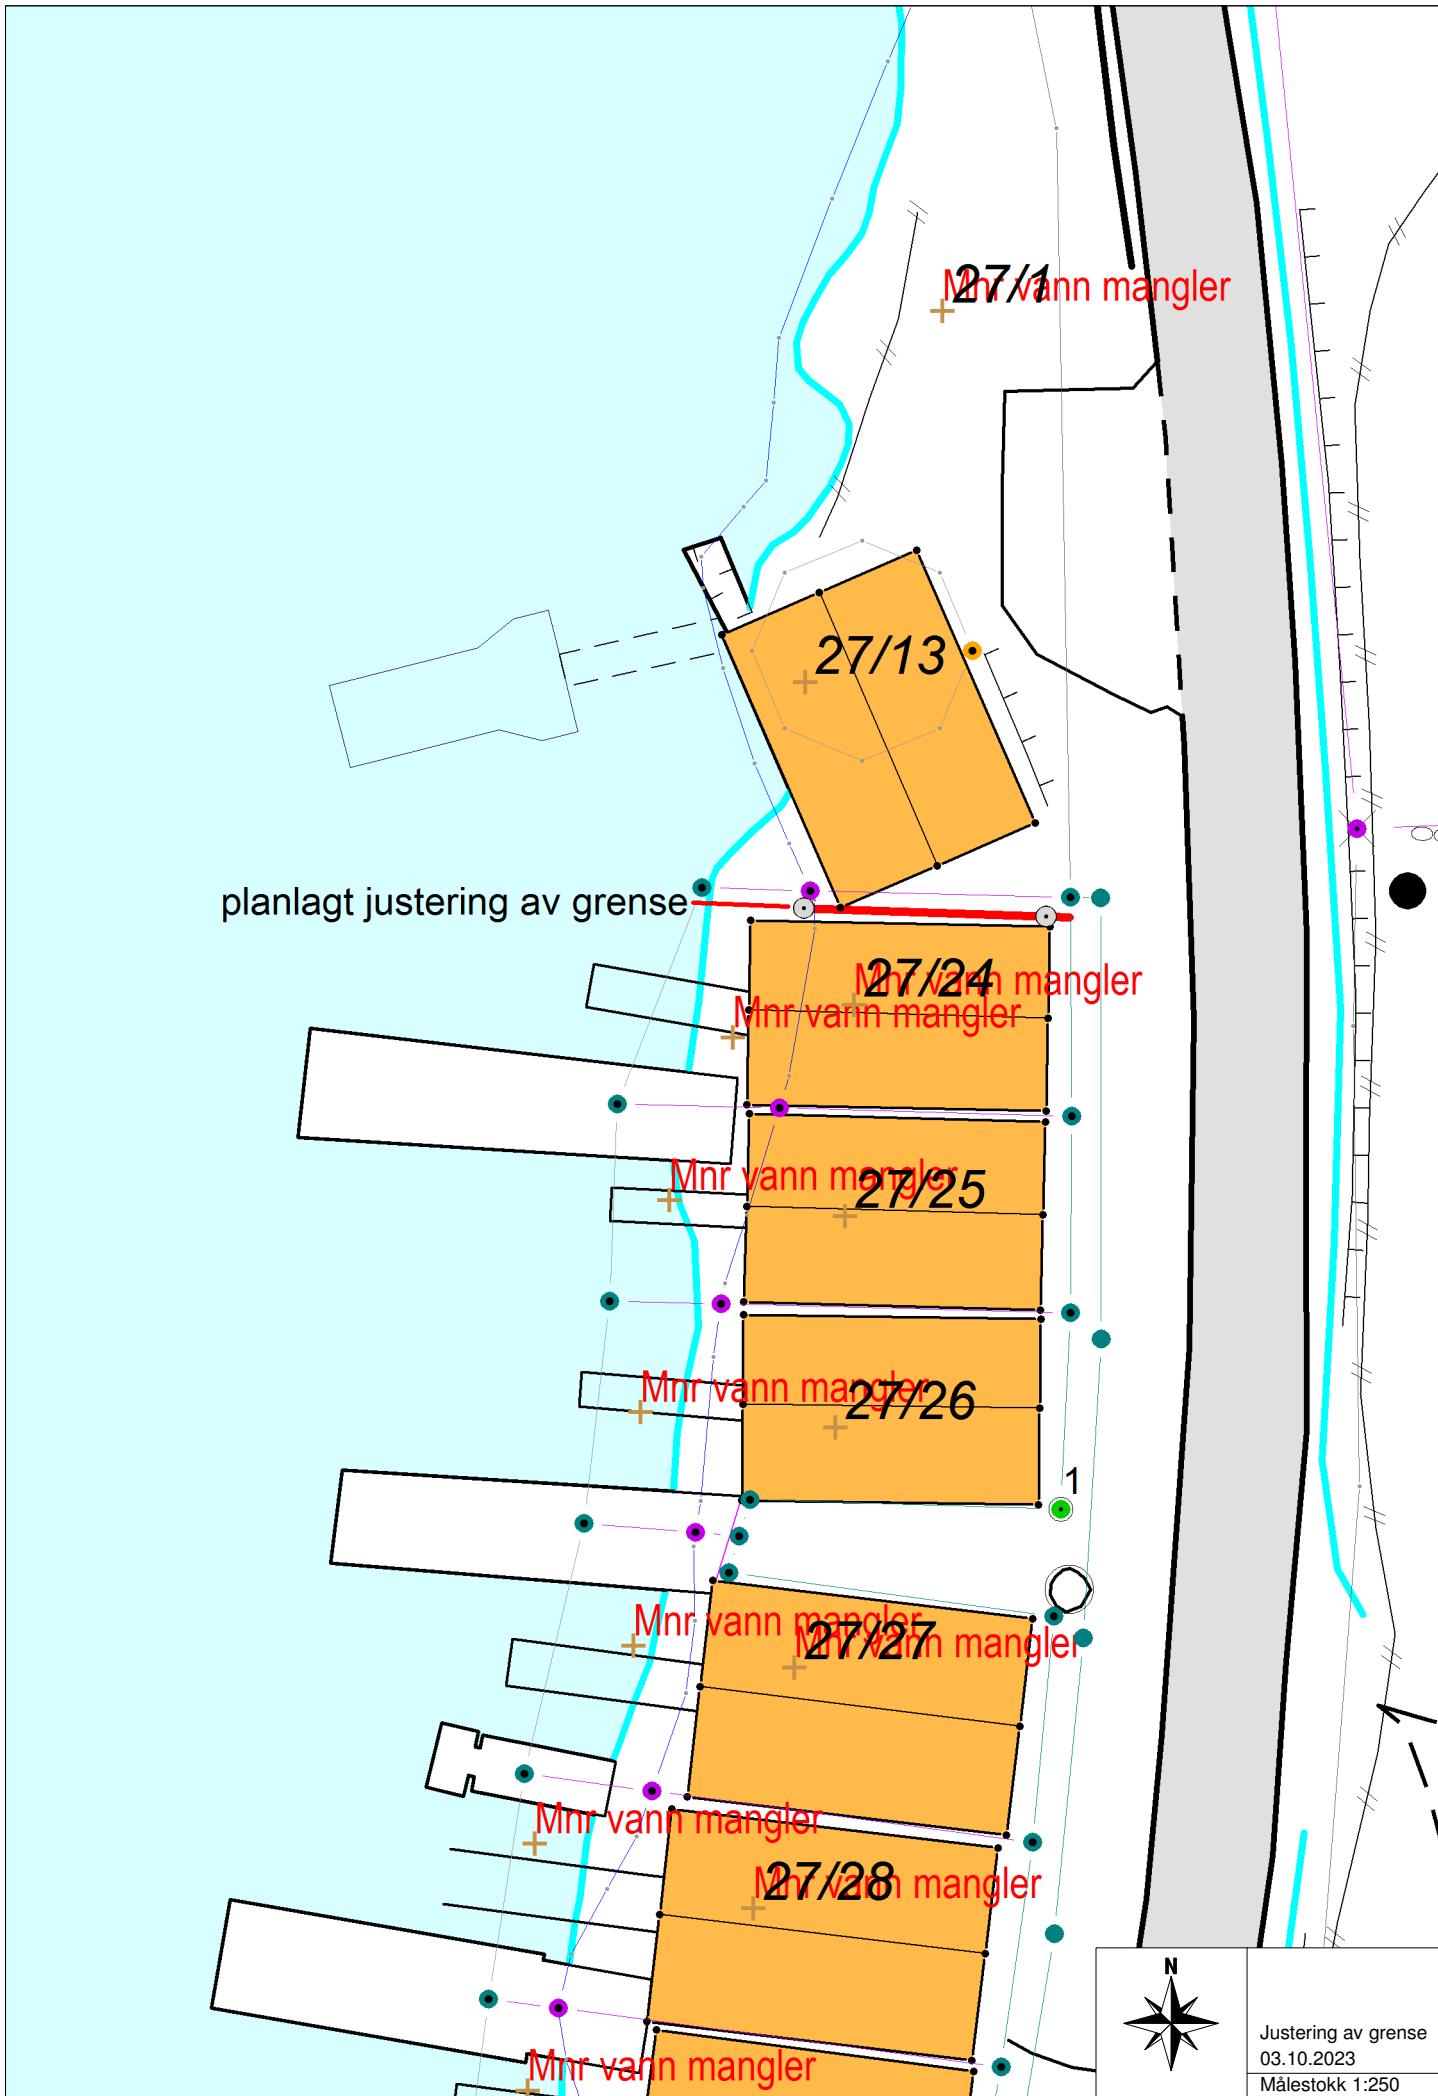 27/1
Mnr vann mangler
27/13
planlagt justering av grense
27/24
Mnr vann mangler
Mnr vann mangler
Mnr vann mangler
27/25
Mnr vann mangler
27/26
1
Mnr vann mangler
27/27
Mnr vann mangler
Mnr vann mangler
27/28
Mnr vann mangler
Mnr vann mangler
N
Justering av grense
03.10.2023
Målestokk 1:250